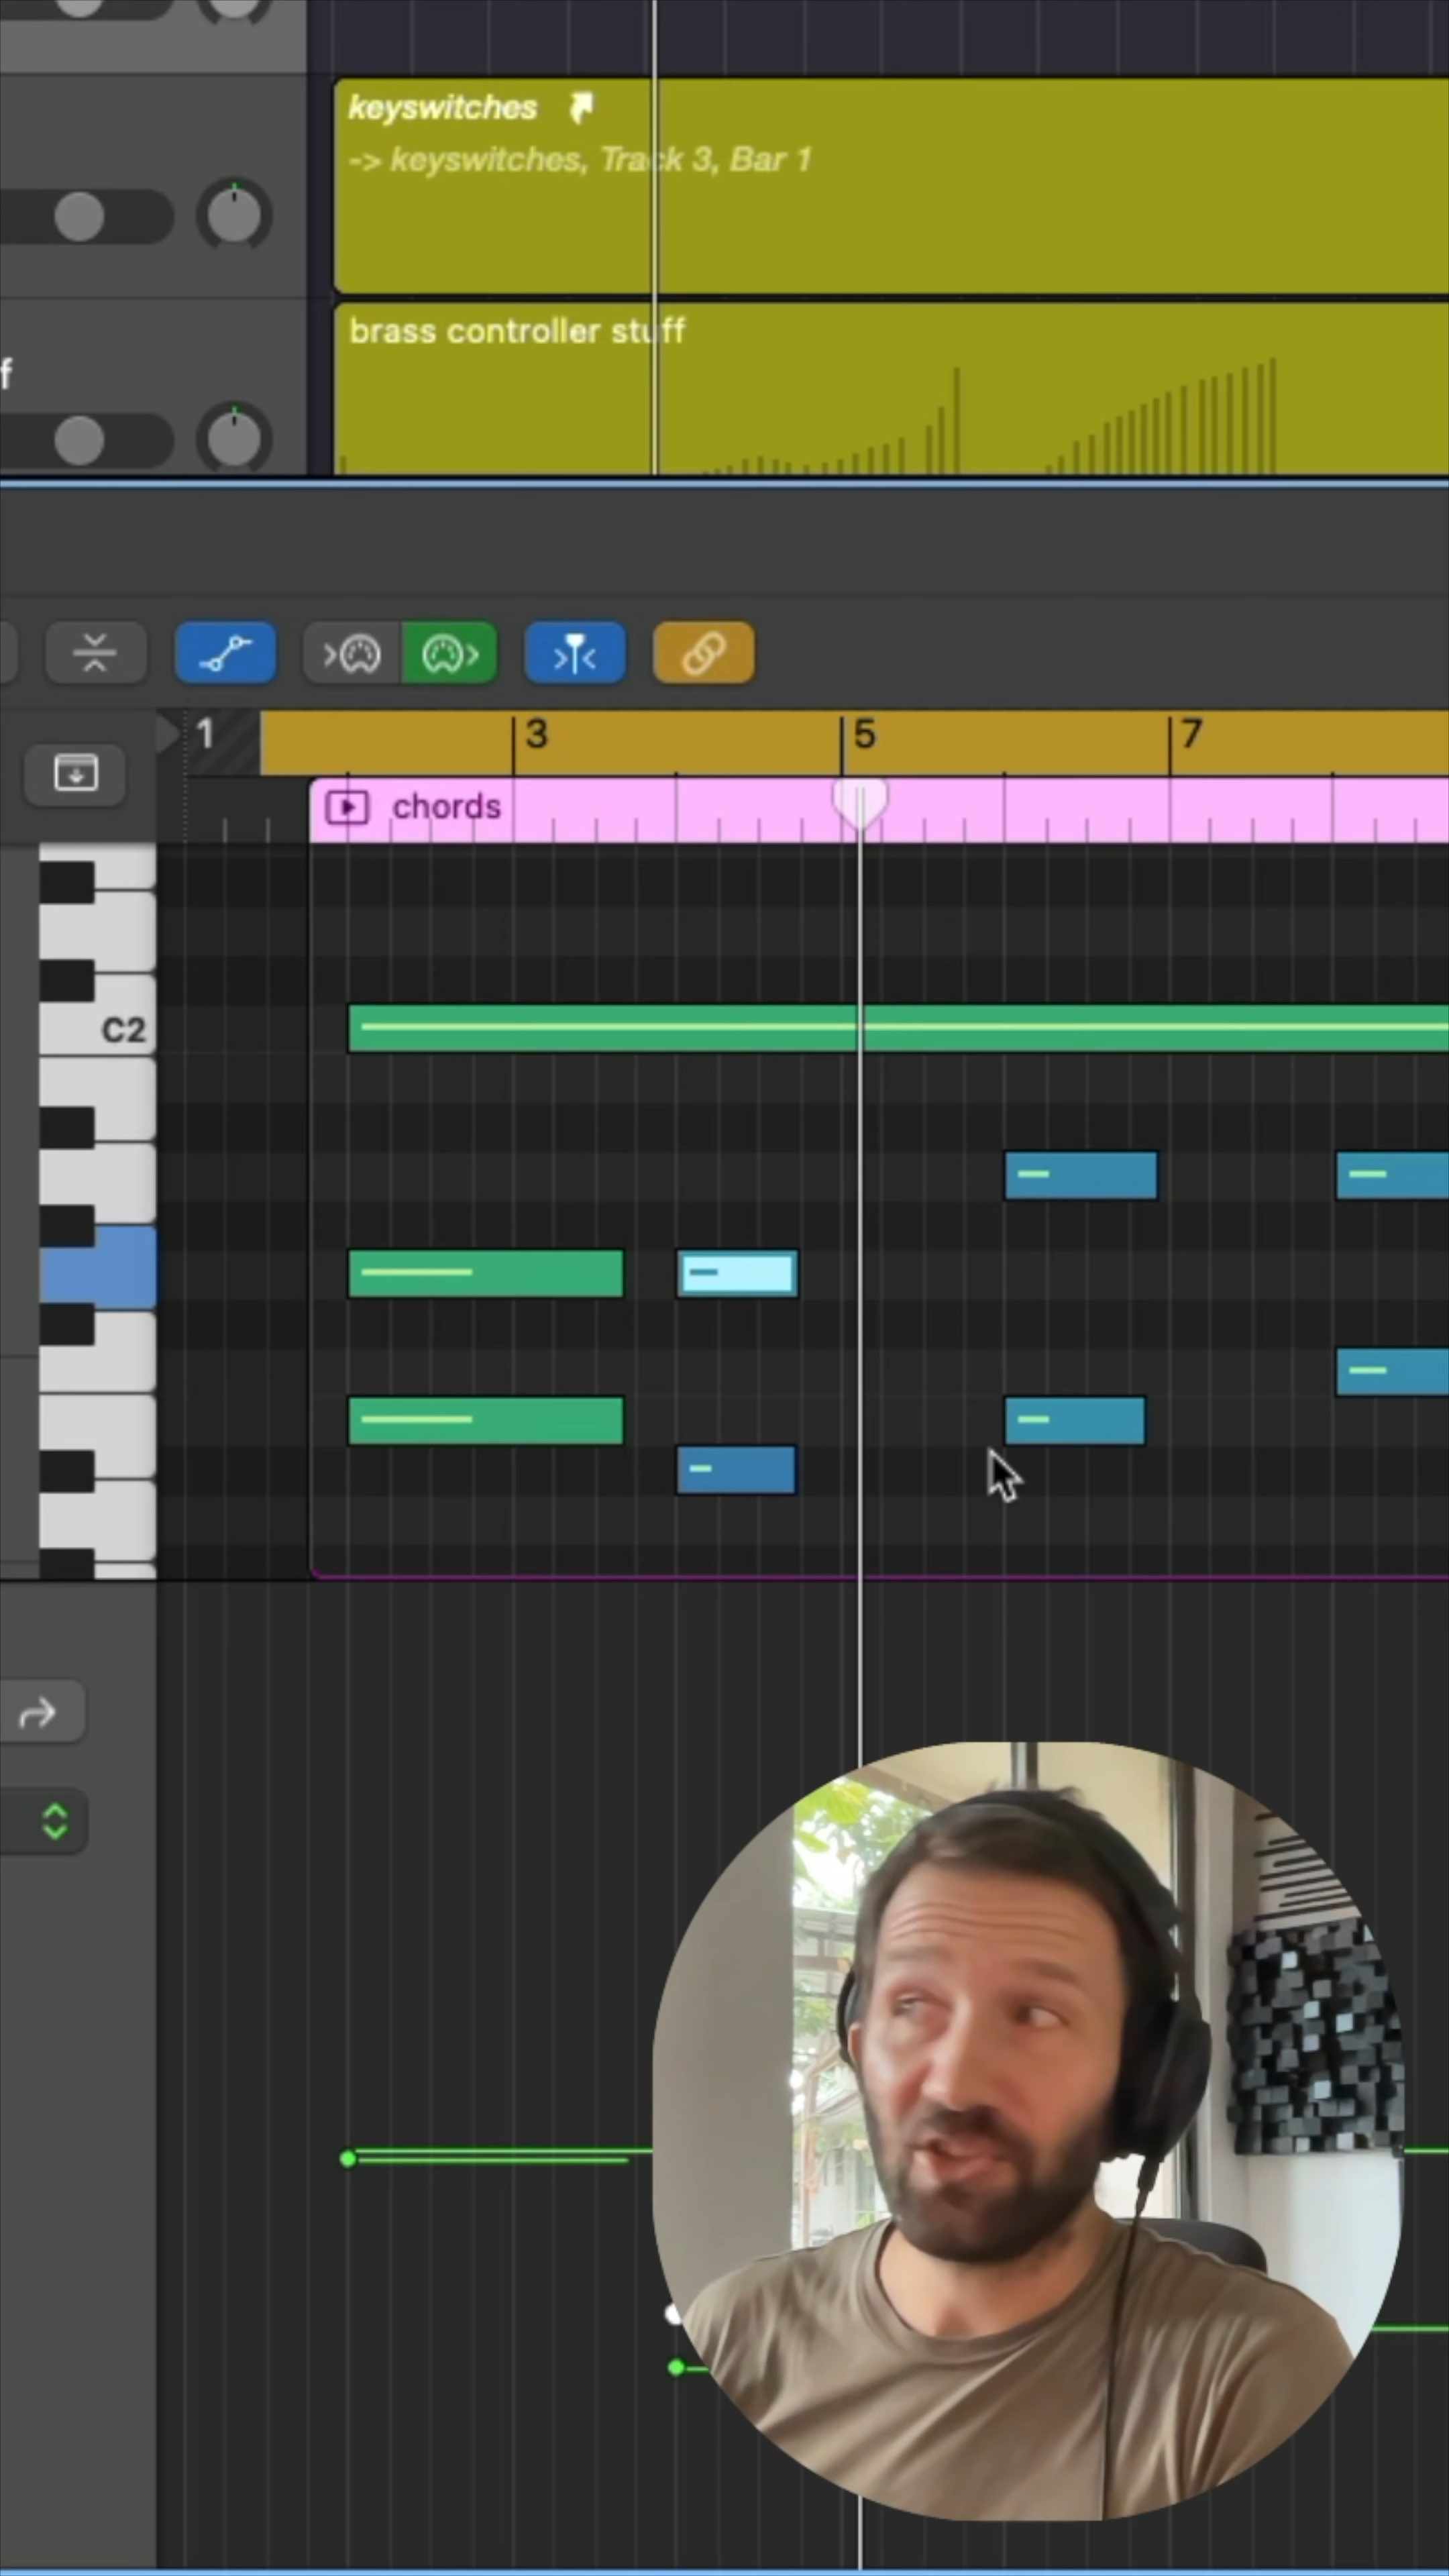 keyswitches
-> keyswitches, Track 3, Bar 1
brass controller stuff
f
1 3 5 7
chords
C2